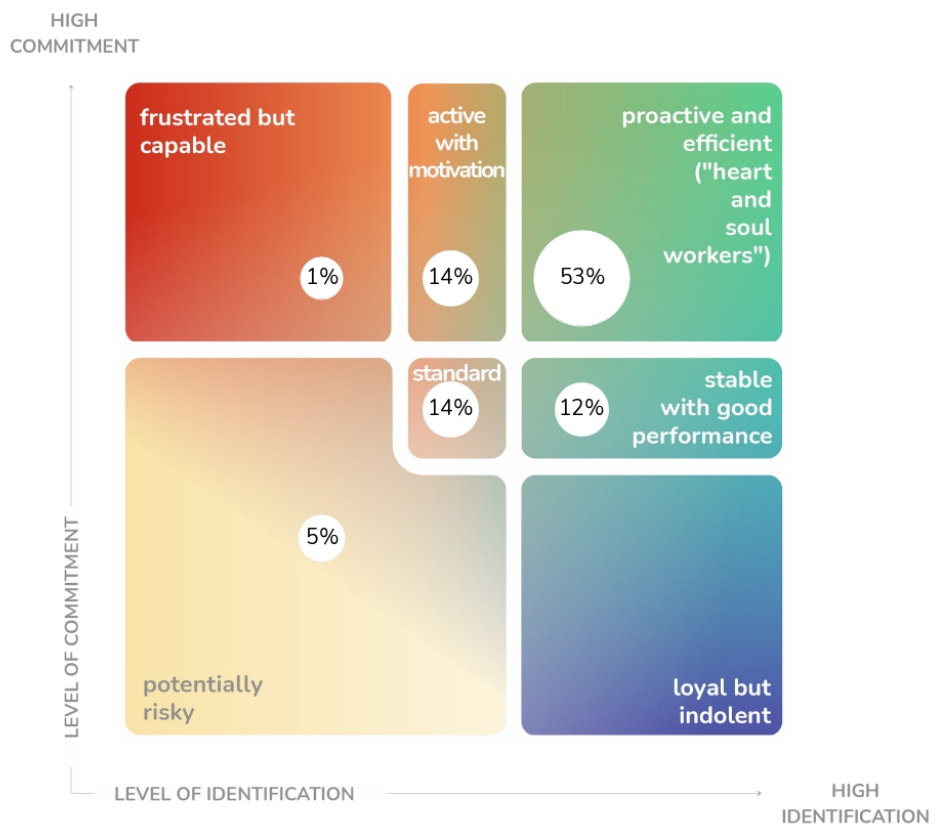 HIGH
COMMITMENT
frustrated but
capable
1%
active
with
motivation
14%
proactive and
efficient
("heart
and
soul
workers")
53%
standard
14%
12%
stable
with good
performance
5%
potentially
risky
loyal but
indolent
LEVEL OF COMMITMENT
LEVEL OF IDENTIFICATION
HIGH
IDENTIFICATION